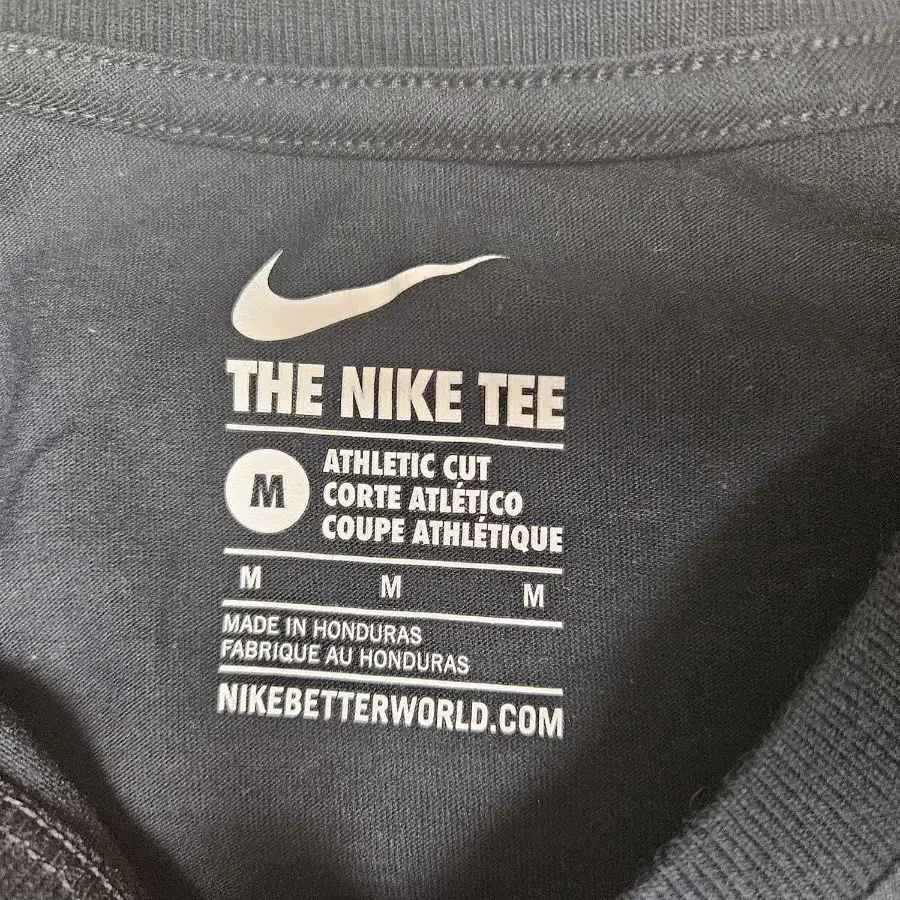 THE NIKE TEE
M
ATHLETIC CUT
CORTE ATLÉTICO
COUPE ATHLÉTIQUE
M M M
MADE IN HONDURAS
FABRIQUE AU HONDURAS
NIKEBETTERWORLD.COM